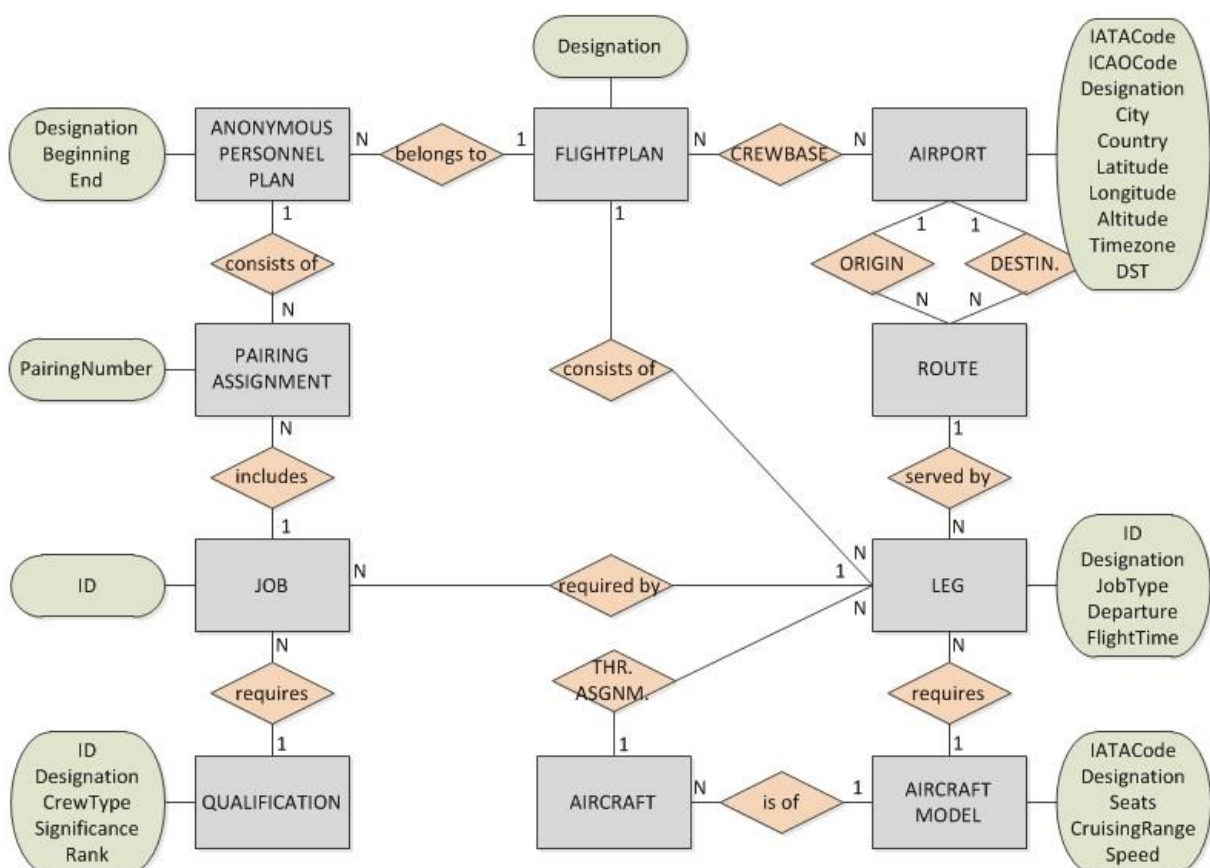 Designation
IATACode
ICAOCode
Designation
City
Country
Latitude
Longitude
Altitude
Timezone
DST
Designation
Beginning
End
ANONYMOUS
PERSONNEL
PLAN
N
belongs to
1
FLIGHTPLAN
N
CREWBASE
N
AIRPORT
1
1
1
1
consists of
ORIGIN
DESTIN.
N
N
N
PairingNumber
PAIRING
ASSIGNMENT
consists of
ROUTE
N
1
includes
served by
1
N
N
ID
JOB
N
required by
1
LEG
N
ID
Designation
JobType
Departure
FlightTime
N
N
requires
THR.
ASGNM.
requires
1
1
1
ID
Designation
CrewType
Significance
Rank
QUALIFICATION
AIRCRAFT
N
is of
1
AIRCRAFT
MODEL
IATACode
Designation
Seats
CruisingRange
Speed